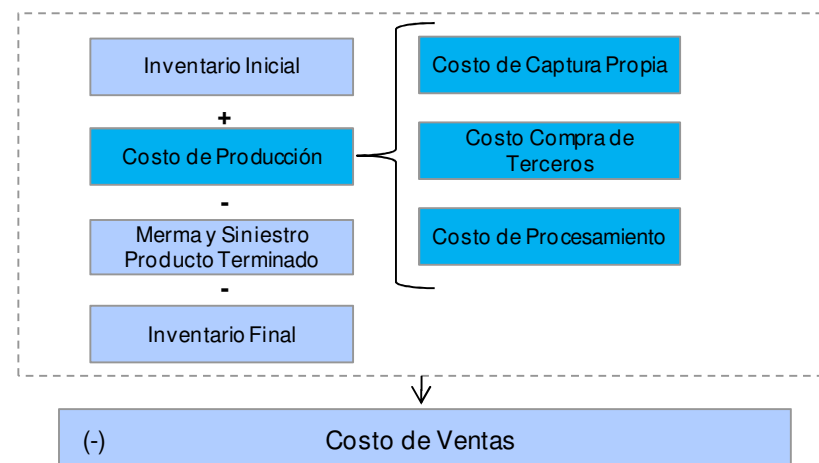 Inventario Inicial
+
Costo de Producción
-
Merma y Siniestro
Producto Terminado
-
Inventario Final
Costo de Captura Propia
Costo Compra de
Terceros
Costo de Procesamiento
(-) Costo de Ventas